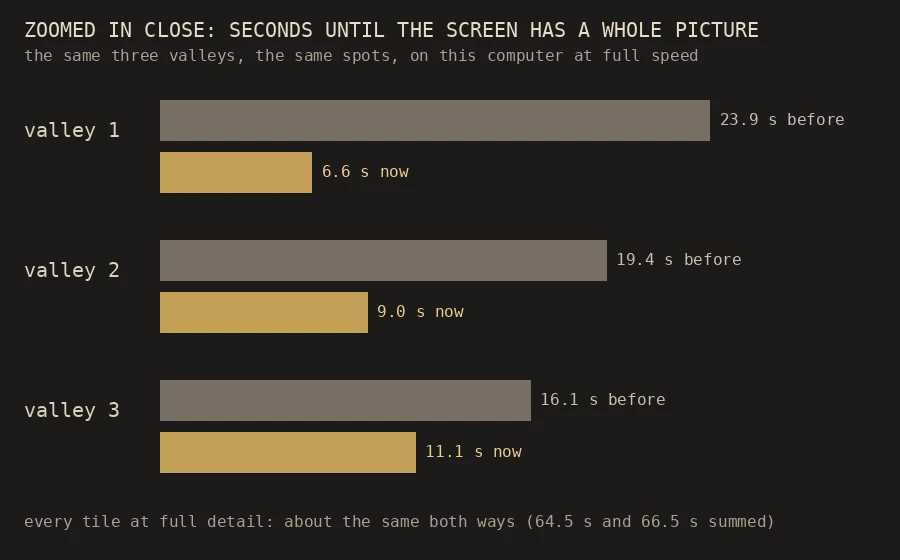 ZOOMED IN CLOSE: SECONDS UNTIL THE SCREEN HAS A WHOLE PICTURE
the same three valleys, the same spots, on this computer at full speed
valley 1
23.9 s before
6.6 s now
valley 2
19.4 s before
9.0 s now
valley 3
16.1 s before
11.1 s now
every tile at full detail: about the same both ways (64.5 s and 66.5 s summed)